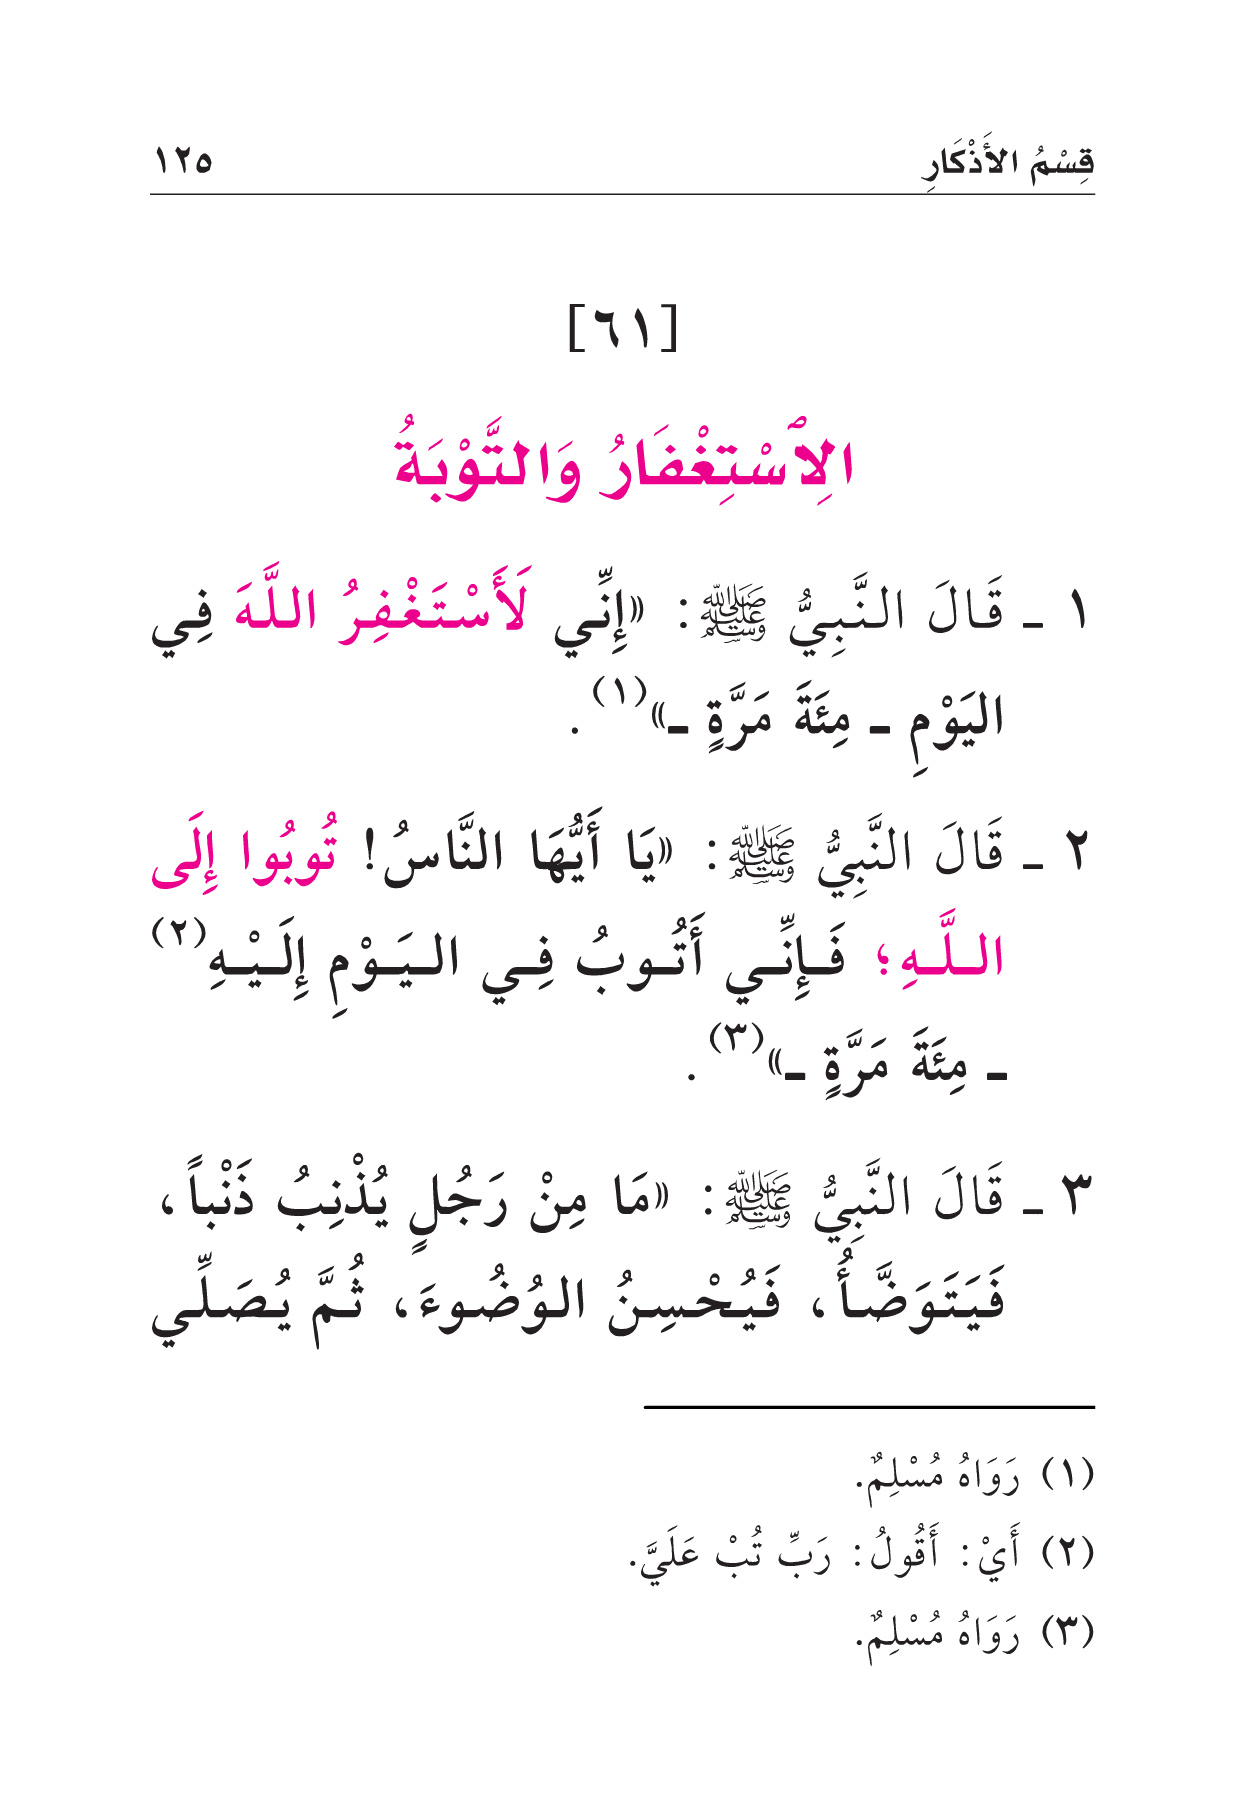 قِسْمُ الأَذْكَارِ ١٢٥
[٦١]
الِٱسْتِغْفَارُ وَالتَّوْبَةُ
١ ـ قَالَ النَّبِيُّ ﷺ: «إِنِّي لَأَسْتَغْفِرُ اللَّهَ فِي
اليَوْمِ ـ مِئَةَ مَرَّةٍ ـ»(١).
٢ ـ قَالَ النَّبِيُّ ﷺ: «يَا أَيُّهَا النَّاسُ! تُوبُوا إِلَى
اللَّهِ؛ فَإِنِّي أَتُوبُ فِي اليَوْمِ إِلَيْهِ(٢)
ـ مِئَةَ مَرَّةٍ ـ»(٣).
٣ ـ قَالَ النَّبِيُّ ﷺ: «مَا مِنْ رَجُلٍ يُذْنِبُ ذَنْباً،
فَيَتَوَضَّأُ، فَيُحْسِنُ الوُضُوءَ، ثُمَّ يُصَلِّي
(١) رَوَاهُ مُسْلِمٌ.
(٢) أَيْ: أَقُولُ: رَبِّ تُبْ عَلَيَّ.
(٣) رَوَاهُ مُسْلِمٌ.